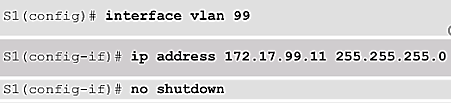 S1(config)# interface vlan 99
S1(config-if)# ip address 172.17.99.11 255.255.255.0
S1(config-if)# no shutdown